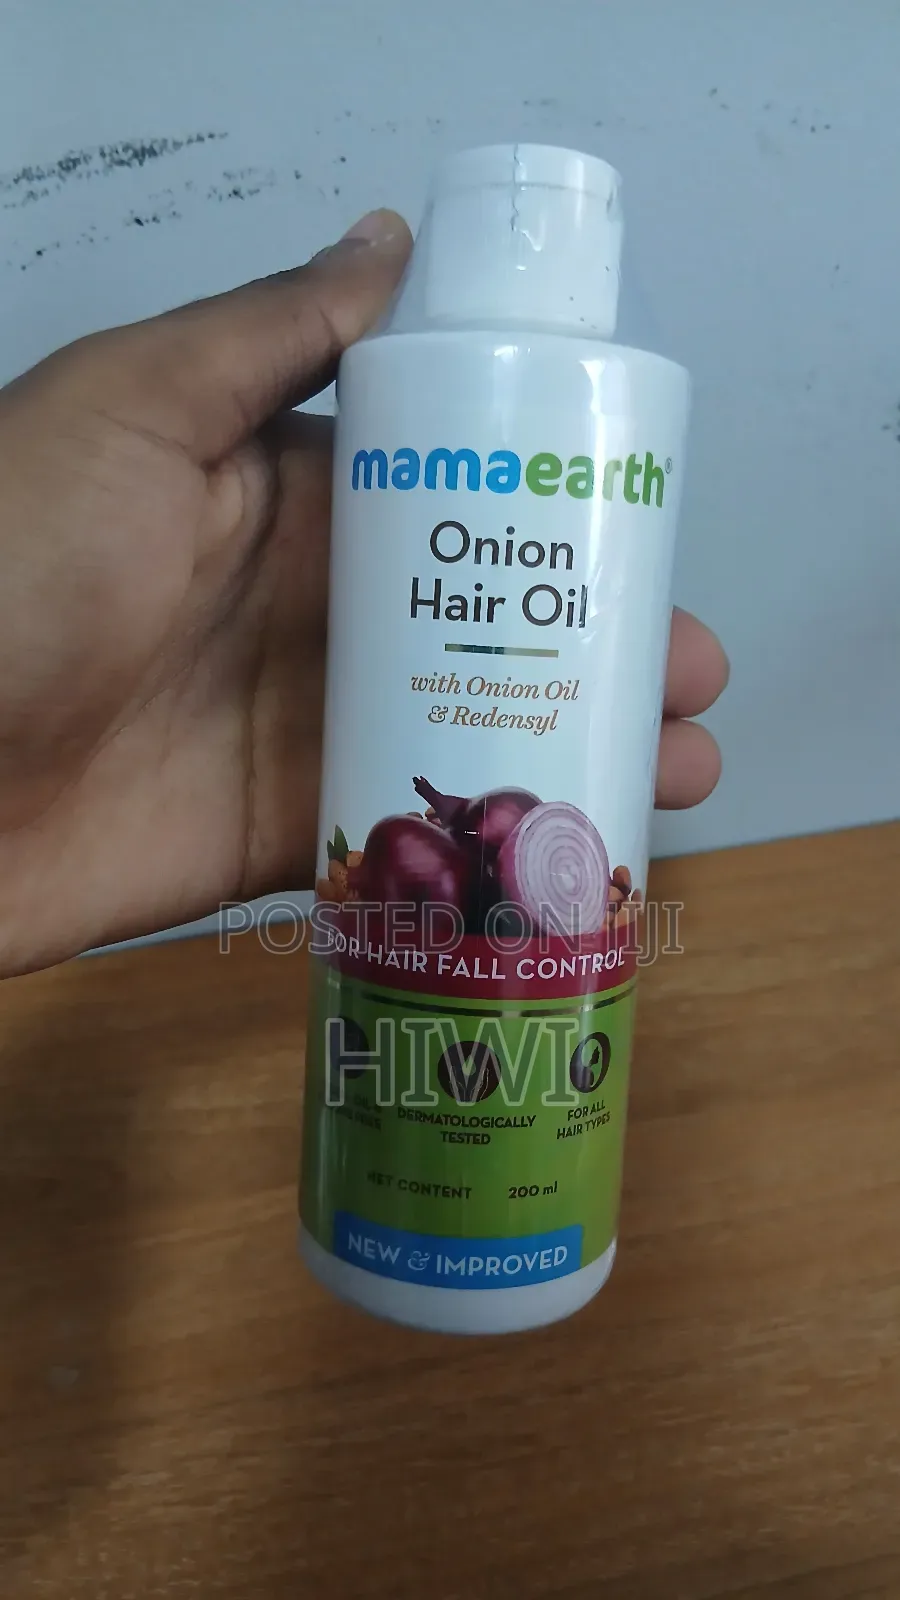 mamaearth®
Onion
Hair Oil
with Onion Oil
& Redensyl
POSTED ON JIJI
FOR HAIR FALL CONTROL
HIWI
DERMATOLOGICALLY
TESTED
FOR ALL
HAIR TYPES
NET CONTENT 200 ml
NEW & IMPROVED